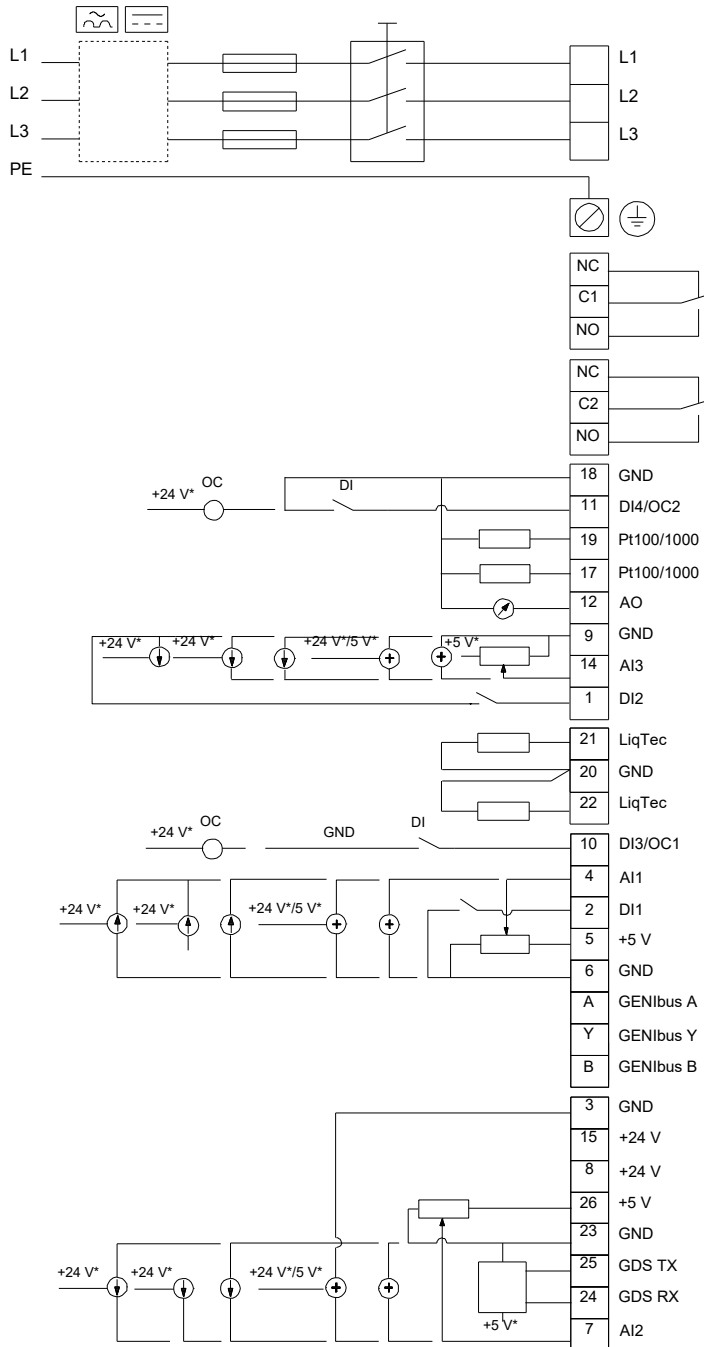 L1 L1
L2 L2
L3 L3
PE
NC
C1
NO
NC
C2
NO
18 GND
+24 V* OC DI 11 DI4/OC2
19 Pt100/1000
17 Pt100/1000
12 AO
9 GND
+24 V* +24 V* +24 V*/5 V* +5 V*
14 AI3
1 DI2
21 LiqTec
20 GND
22 LiqTec
+24 V* OC GND DI 10 DI3/OC1
4 AI1
+24 V* +24 V* +24 V*/5 V* 2 DI1
5 +5 V
6 GND
A GENIbus A
Y GENIbus Y
B GENIbus B
3 GND
15 +24 V
8 +24 V
26 +5 V
23 GND
+24 V* +24 V* +24 V*/5 V* 25 GDS TX
24 GDS RX
+5 V* 7 AI2